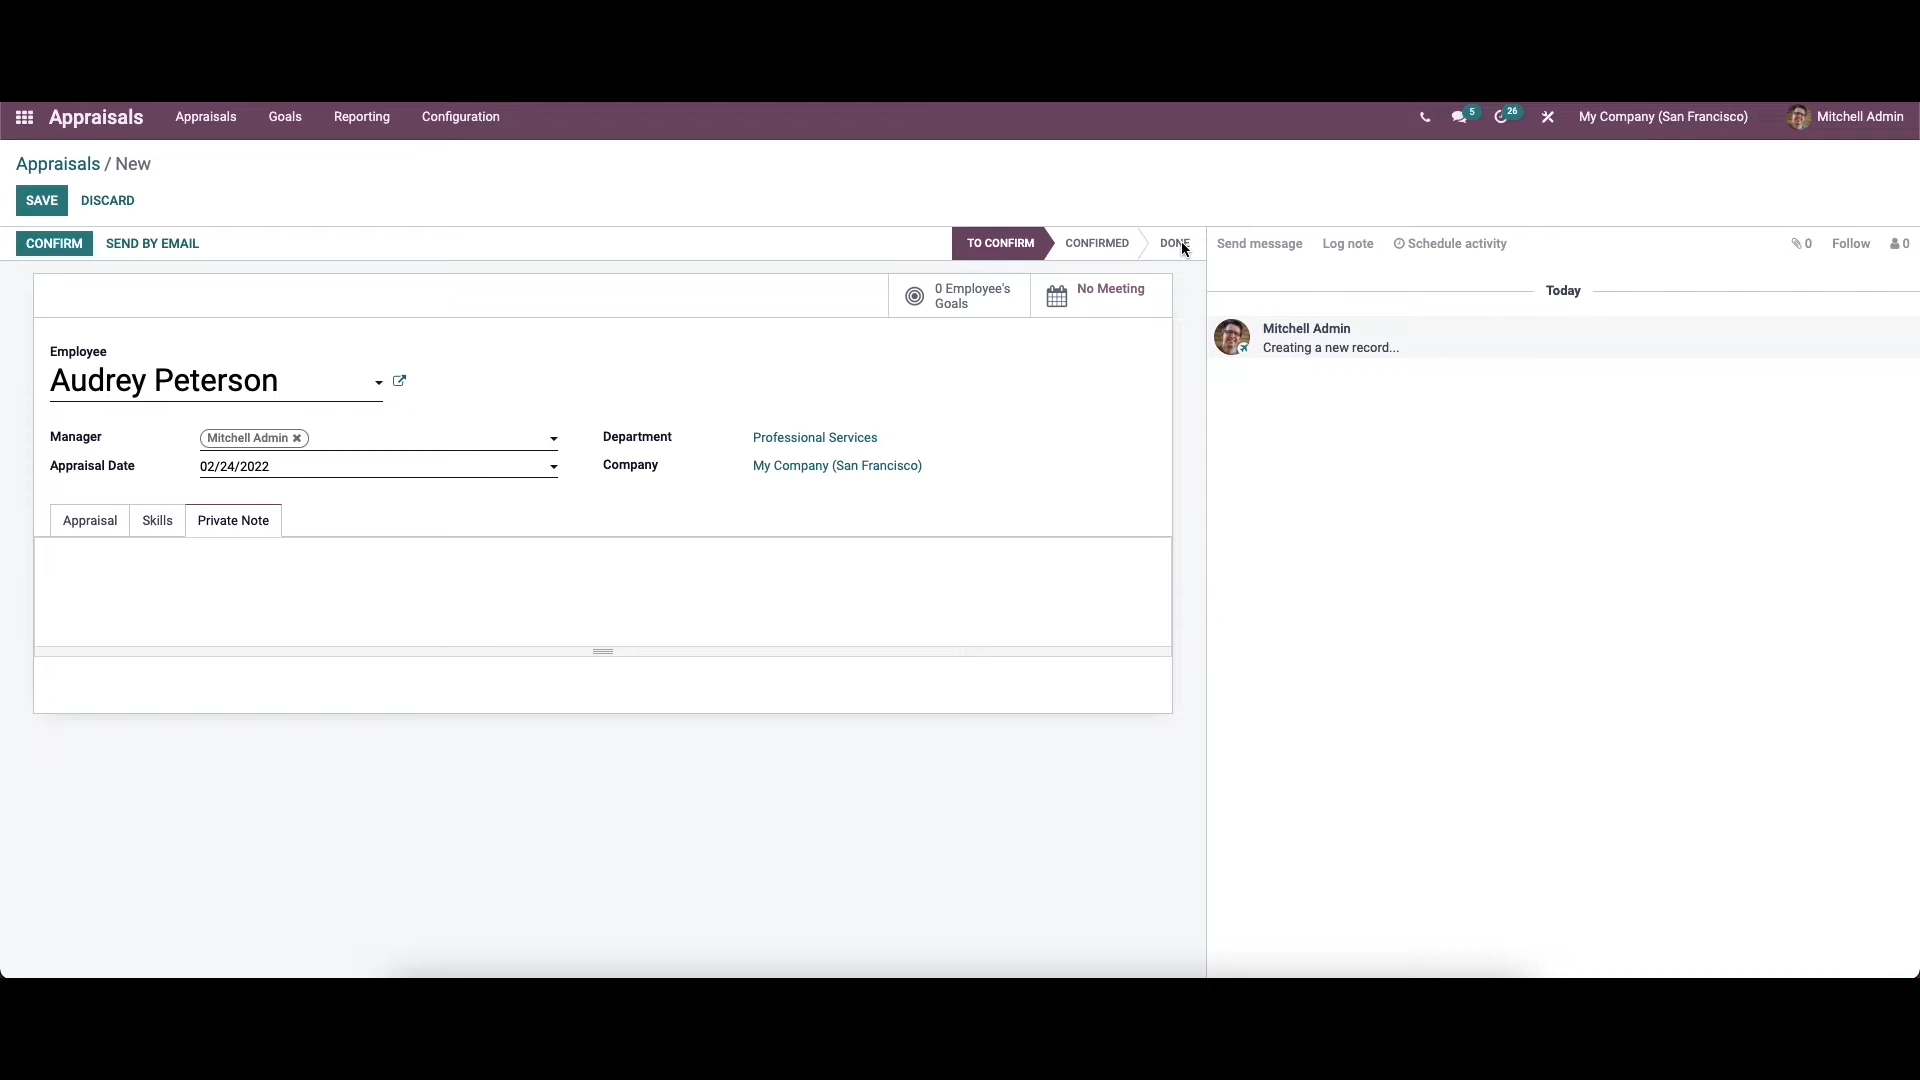 Appraisals Appraisals Goals Reporting Configuration 5 26 My Company (San Francisco) Mitchell Admin
Appraisals / New
SAVE DISCARD
CONFIRM SEND BY EMAIL TO CONFIRM CONFIRMED DONE Send message Log note Schedule activity 0 Follow 0
0 Employee's
Goals
No Meeting
Today
Mitchell Admin
Creating a new record...
Employee
Audrey Peterson
Manager Mitchell Admin Department Professional Services
Appraisal Date 02/24/2022 Company My Company (San Francisco)
Appraisal Skills Private Note